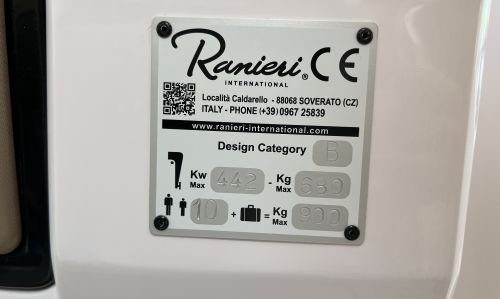 Ranieri® CE
INTERNATIONAL
Località Caldarello - 88068 SOVERATO (CZ)
ITALY - PHONE (+39) 0967 25839
www.ranieri-international.com
Design Category B
Kw Max 442 - Kg Max 680
10 + = Kg Max 900